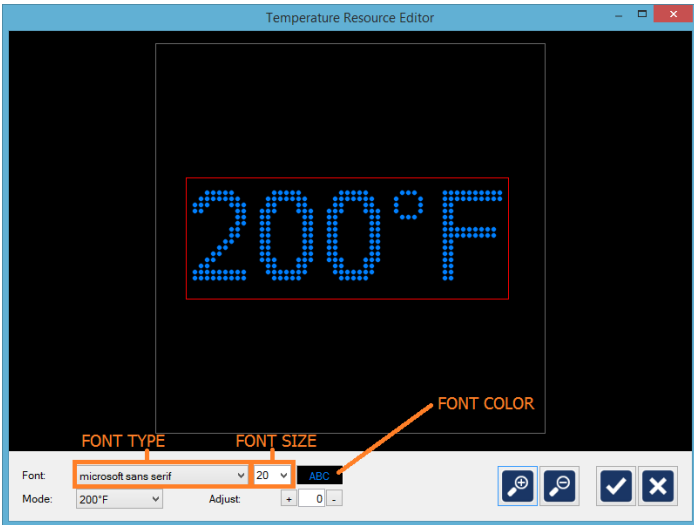 Temperature Resource Editor
200°F
FONT COLOR
FONT TYPE FONT SIZE
Font: microsoft sans serif 20 ABC
Mode: 200°F Adjust: + 0 -